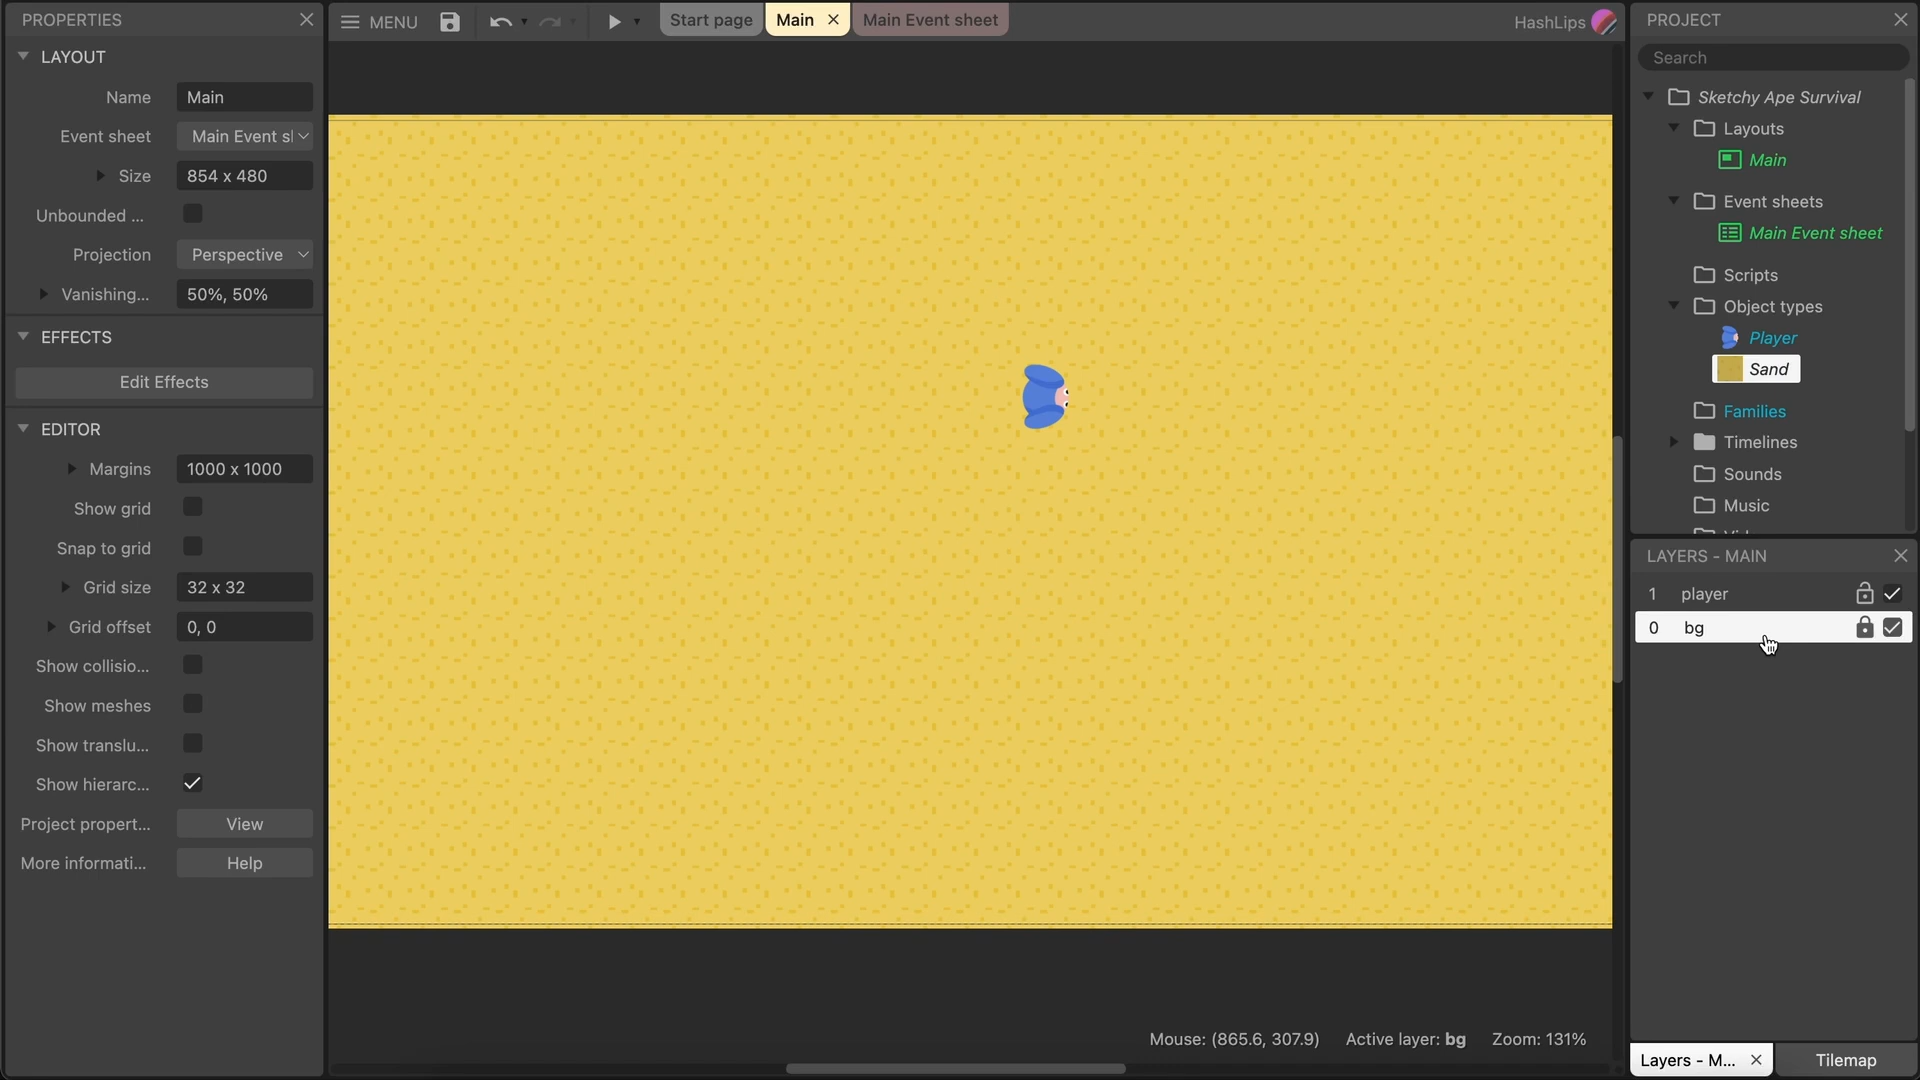 PROPERTIES
LAYOUT
Name
Main
Event sheet
Main Event sl
Size
854 x 480
Unbounded ...
Projection
Perspective
Vanishing...
50%, 50%
EFFECTS
Edit Effects
EDITOR
Margins
1000 x 1000
Show grid
Snap to grid
Grid size
32 x 32
Grid offset
0, 0
Show collisio...
Show meshes
Show translu...
Show hierarc...
Project propert...
View
More informati...
Help
MENU
Start page
Main
Main Event sheet
HashLips
Mouse: (865.6, 307.9)
Active layer: bg
Zoom: 131%
PROJECT
Search
Sketchy Ape Survival
Layouts
Main
Event sheets
Main Event sheet
Scripts
Object types
Player
Sand
Families
Timelines
Sounds
Music
LAYERS - MAIN
1 player
0 bg
Layers - M...
Tilemap